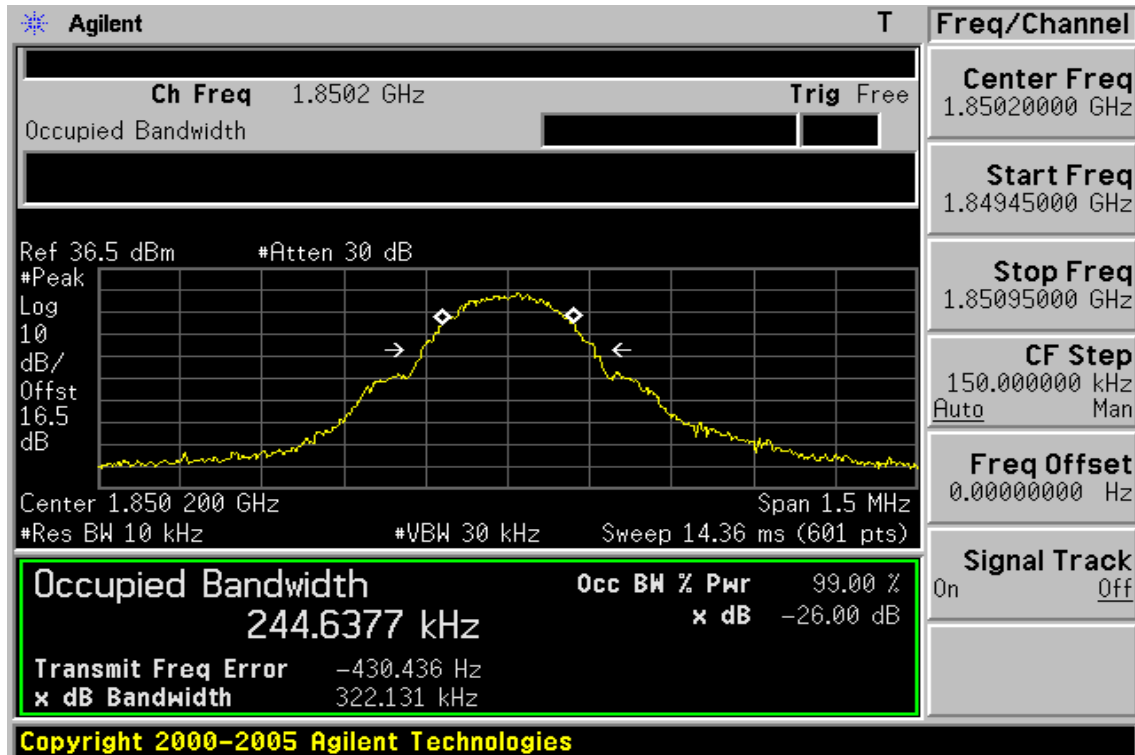 Agilent T
Freq/Channel
Ch Freq 1.8502 GHz Trig Free
Occupied Bandwidth
Center Freq
1.85020000 GHz
Start Freq
1.84945000 GHz
Stop Freq
1.85095000 GHz
CF Step
150.000000 kHz
Auto Man
Freq Offset
0.00000000 Hz
Signal Track
On Off
Ref 36.5 dBm #Atten 30 dB
#Peak
Log
10
dB/
Offst
16.5
dB
Center 1.850 200 GHz Span 1.5 MHz
#Res BW 10 kHz #VBW 30 kHz Sweep 14.36 ms (601 pts)
Occupied Bandwidth
244.6377 kHz
Occ BW % Pwr 99.00 %
x dB -26.00 dB
Transmit Freq Error -430.436 Hz
x dB Bandwidth 322.131 kHz
Copyright 2000-2005 Agilent Technologies